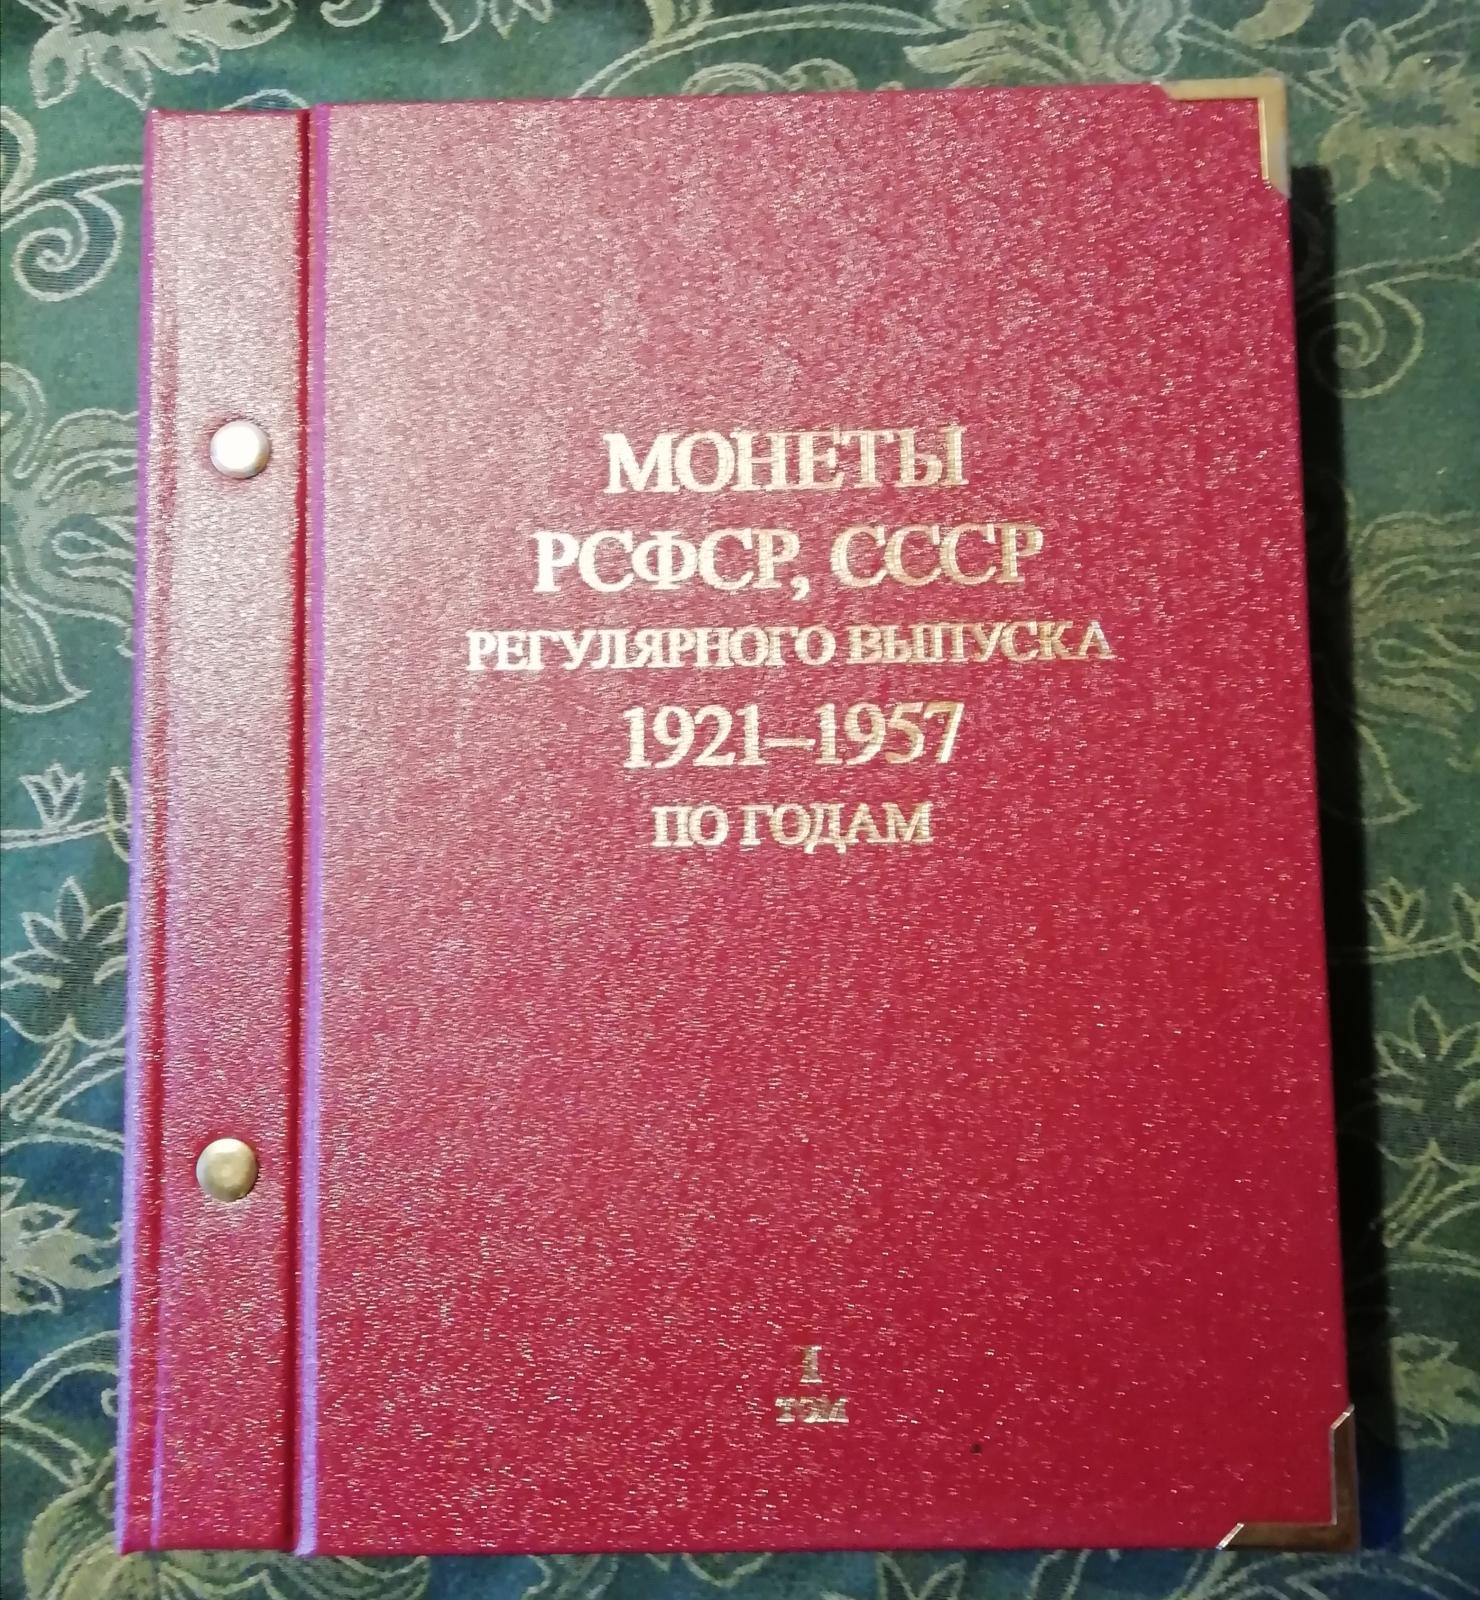 МОНЕТЫ
РСФСР, СССР
РЕГУЛЯРНОГО ВЫПУСКА
1921–1957
ПО ГОДАМ
I
ТОМ